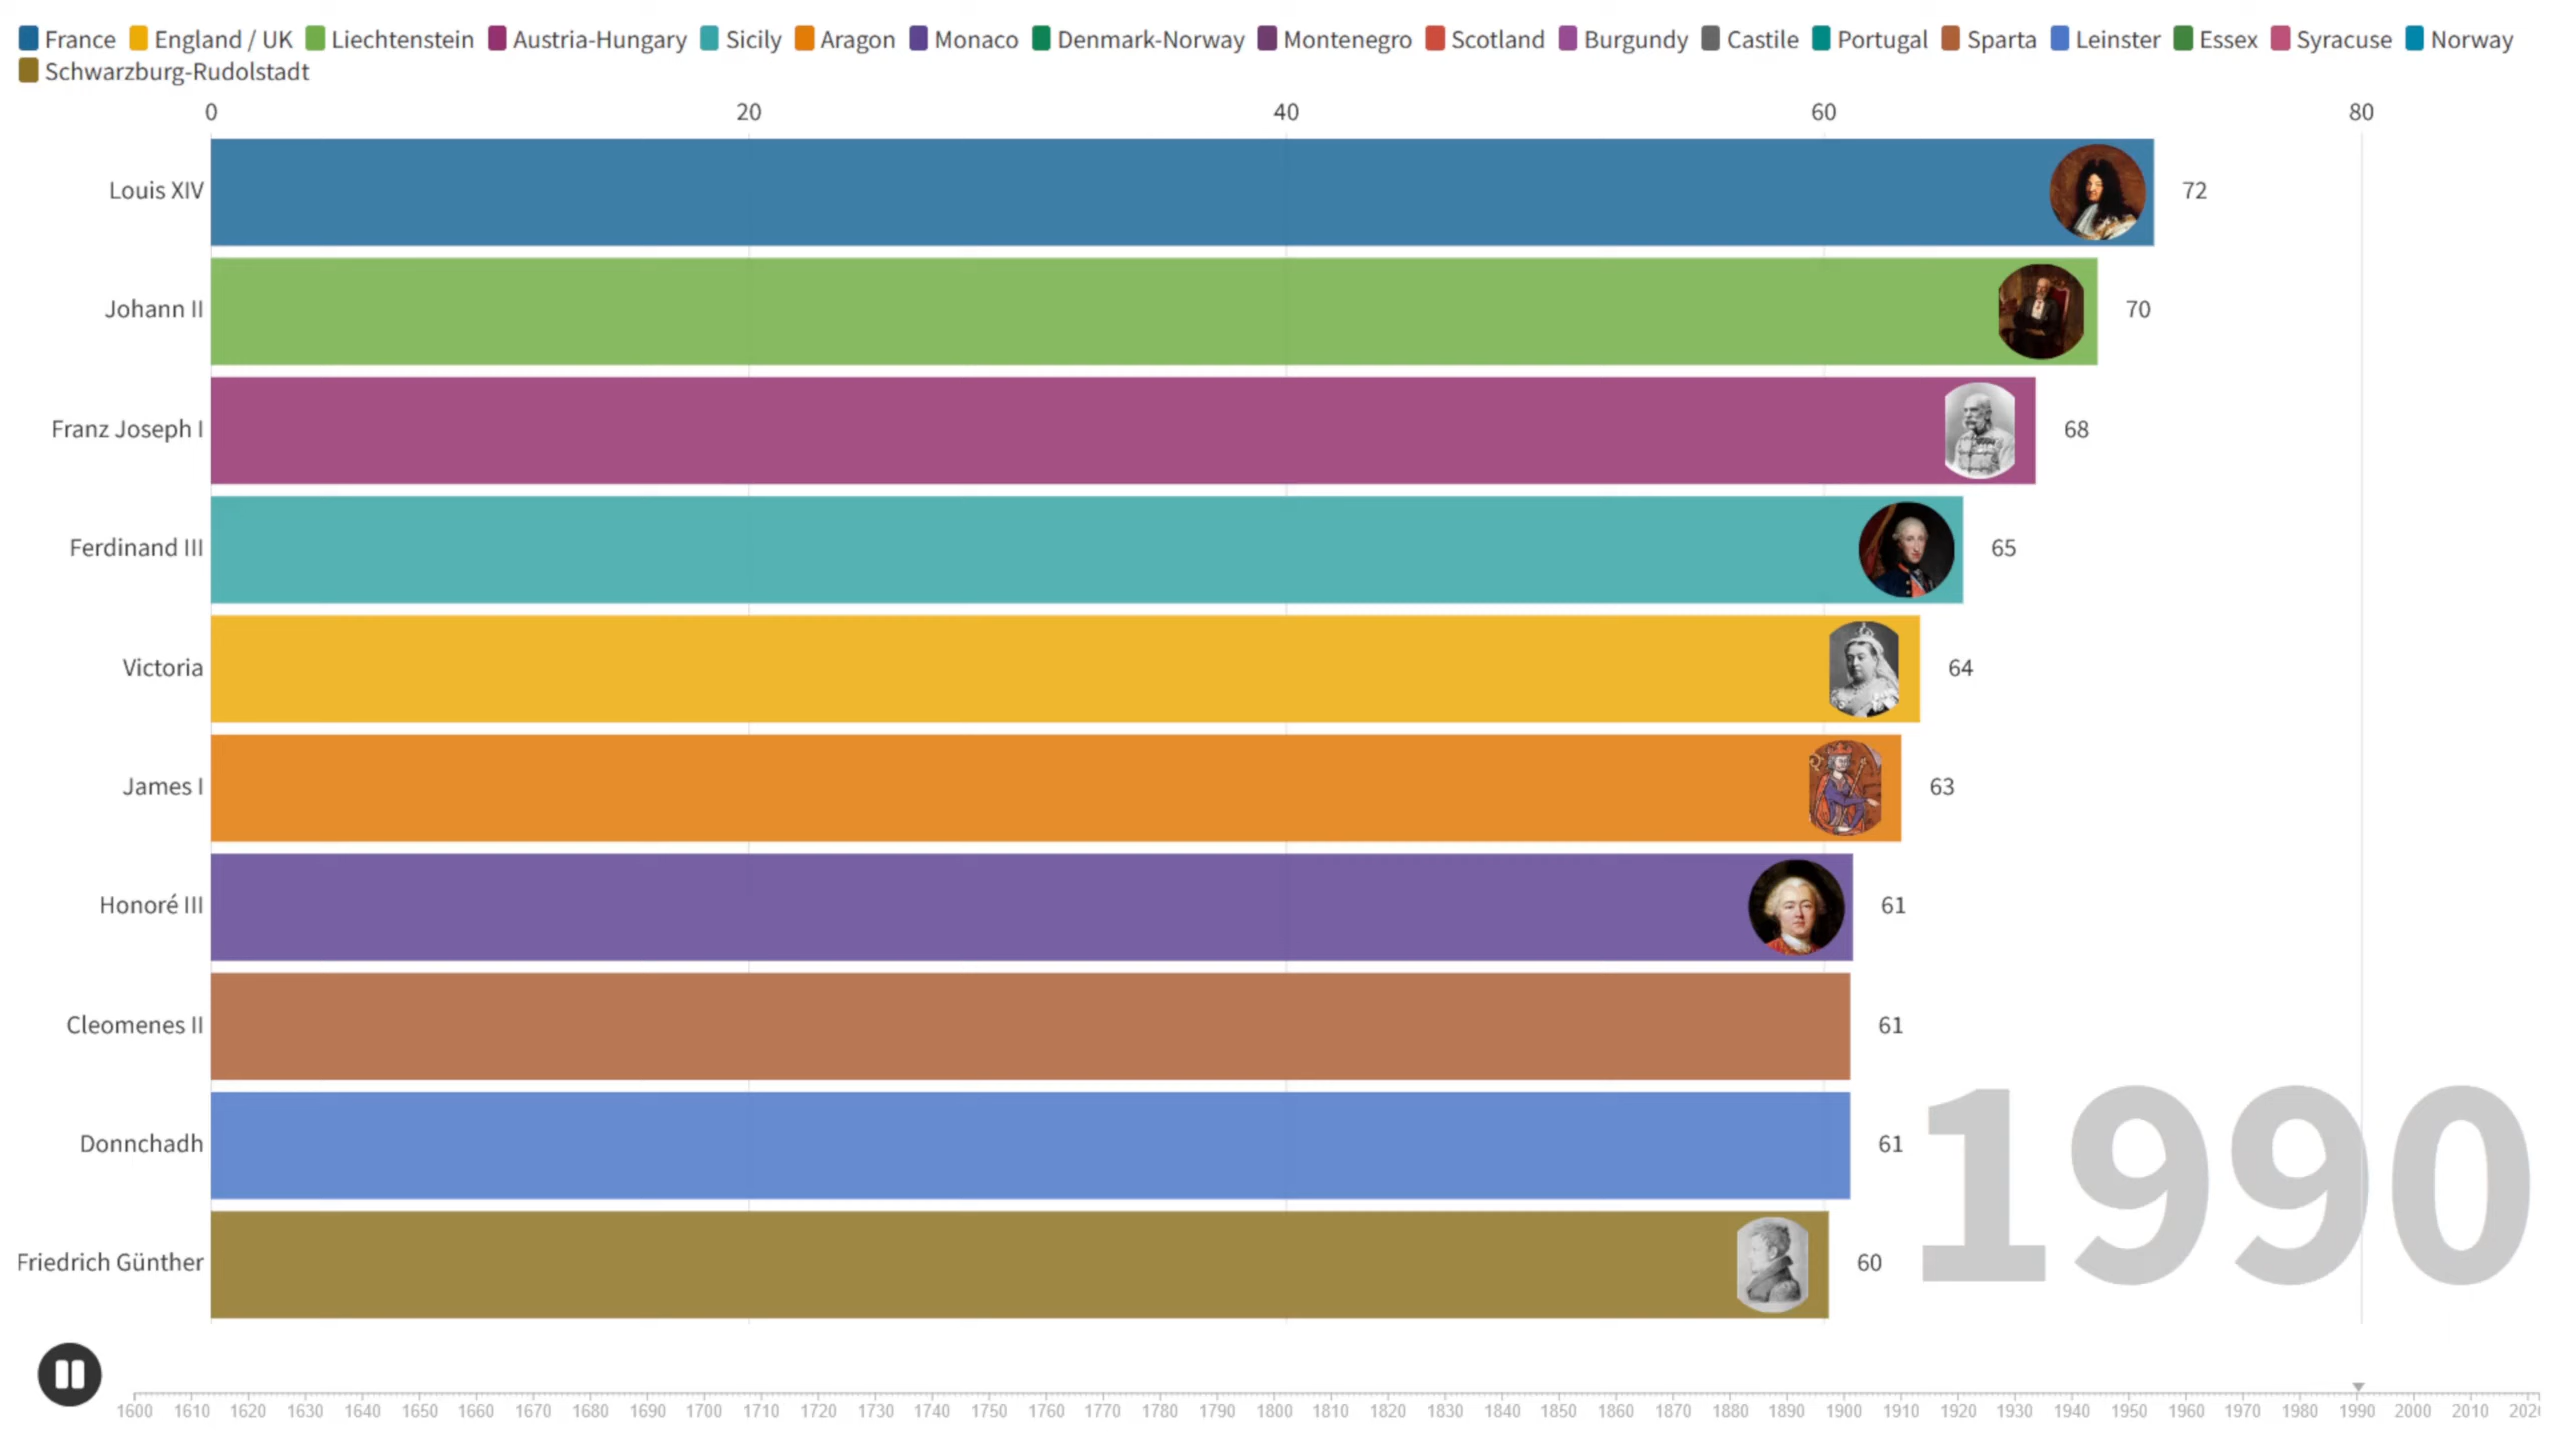 France England / UK Liechtenstein Austria-Hungary Sicily Aragon Monaco Denmark-Norway Montenegro Scotland Burgundy Castile Portugal Sparta Leinster Essex Syracuse Norway
Schwarzburg-Rudolstadt
0 20 40 60 80
Louis XIV 72
Johann II 70
Franz Joseph I 68
Ferdinand III 65
Victoria 64
James I 63
Honoré III 61
Cleomenes II 61
Donnchadh 61
Friedrich Günther 60
1990
1600 1610 1620 1630 1640 1650 1660 1670 1680 1690 1700 1710 1720 1730 1740 1750 1760 1770 1780 1790 1800 1810 1820 1830 1840 1850 1860 1870 1880 1890 1900 1910 1920 1930 1940 1950 1960 1970 1980 1990 2000 2010